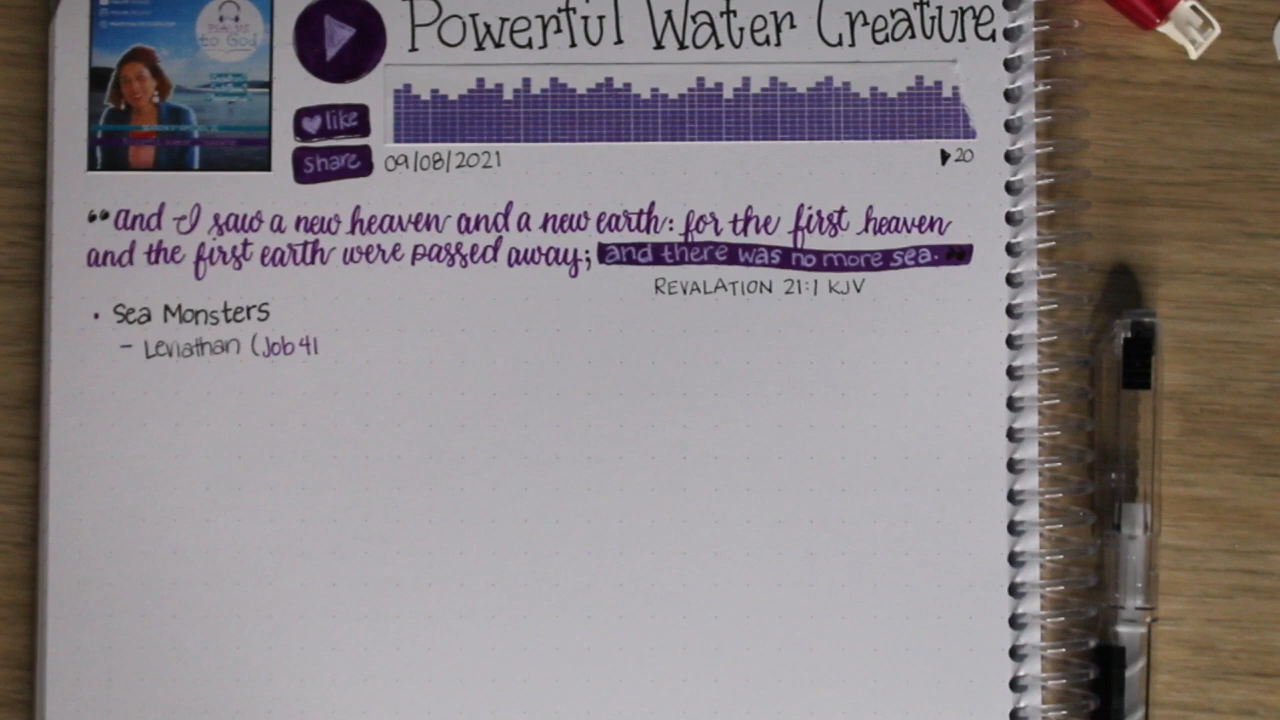 to God
Powerful Water Creature
like
share
09/08/2021
20
"and I saw a new heaven and a new earth: for the first heaven
and the first earth were passed away; and there was no more sea."
REVALATION 21:1 KJV
• Sea Monsters
- Leviathan (Job 41